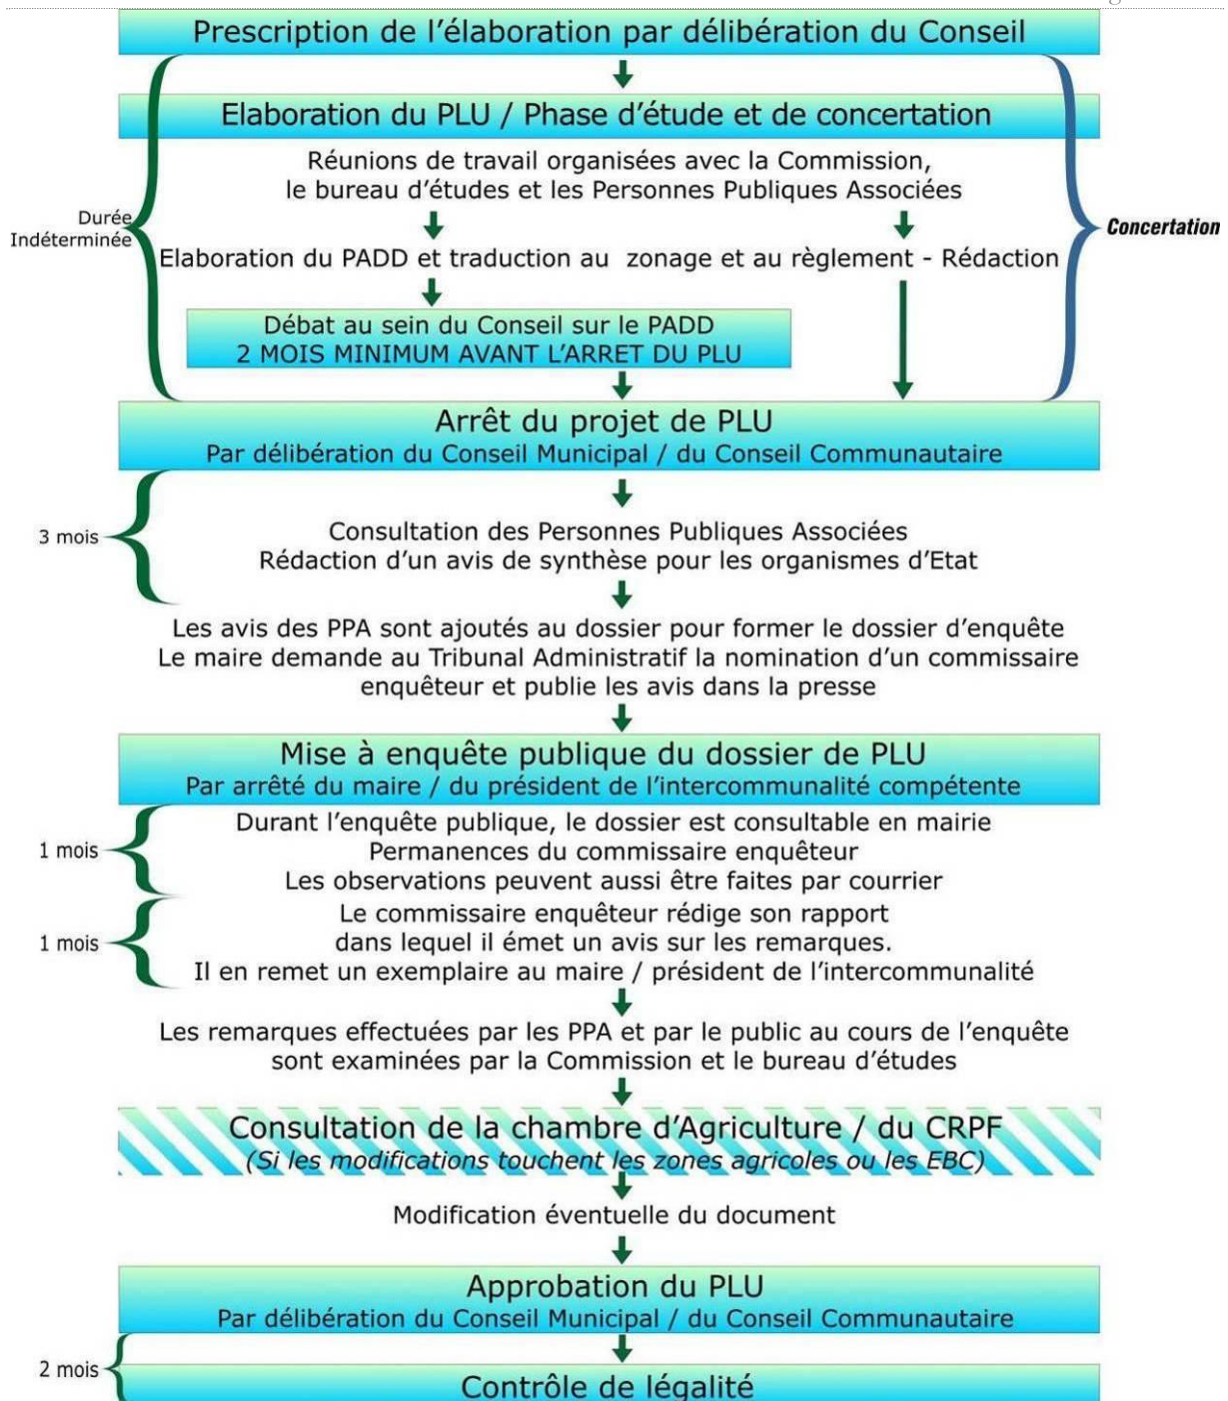 Prescription de l'élaboration par délibération du Conseil
Elaboration du PLU / Phase d'étude et de concertation
Réunions de travail organisées avec la Commission,
le bureau d'études et les Personnes Publiques Associées
Durée
Indéterminée
Concertation
Elaboration du PADD et traduction au zonage et au règlement - Rédaction
Débat au sein du Conseil sur le PADD
2 MOIS MINIMUM AVANT L'ARRET DU PLU
Arrêt du projet de PLU
Par délibération du Conseil Municipal / du Conseil Communautaire
3 mois
Consultation des Personnes Publiques Associées
Rédaction d'un avis de synthèse pour les organismes d'Etat
Les avis des PPA sont ajoutés au dossier pour former le dossier d'enquête
Le maire demande au Tribunal Administratif la nomination d'un commissaire
enquêteur et publie les avis dans la presse
Mise à enquête publique du dossier de PLU
Par arrêté du maire / du président de l'intercommunalité compétente
1 mois
Durant l'enquête publique, le dossier est consultable en mairie
Permanences du commissaire enquêteur
Les observations peuvent aussi être faites par courrier
1 mois
Le commissaire enquêteur rédige son rapport
dans lequel il émet un avis sur les remarques.
Il en remet un exemplaire au maire / président de l'intercommunalité
Les remarques effectuées par les PPA et par le public au cours de l'enquête
sont examinées par la Commission et le bureau d'études
Consultation de la chambre d'Agriculture / du CRPF
(Si les modifications touchent les zones agricoles ou les EBC)
Modification éventuelle du document
Approbation du PLU
Par délibération du Conseil Municipal / du Conseil Communautaire
2 mois
Contrôle de légalité